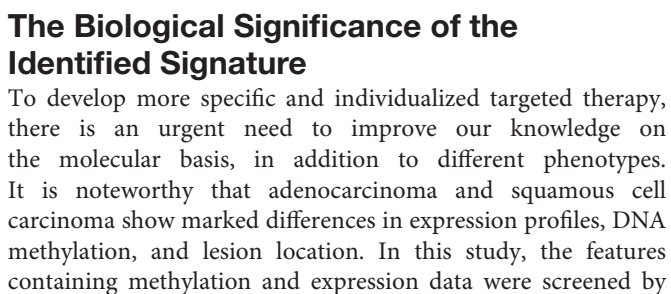 The Biological Significance of the
Identified Signature
To develop more specific and individualized targeted therapy,
there is an urgent need to improve our knowledge on
the molecular basis, in addition to different phenotypes.
It is noteworthy that adenocarcinoma and squamous cell
carcinoma show marked differences in expression profiles, DNA
methylation, and lesion location. In this study, the features
containing methylation and expression data were screened by